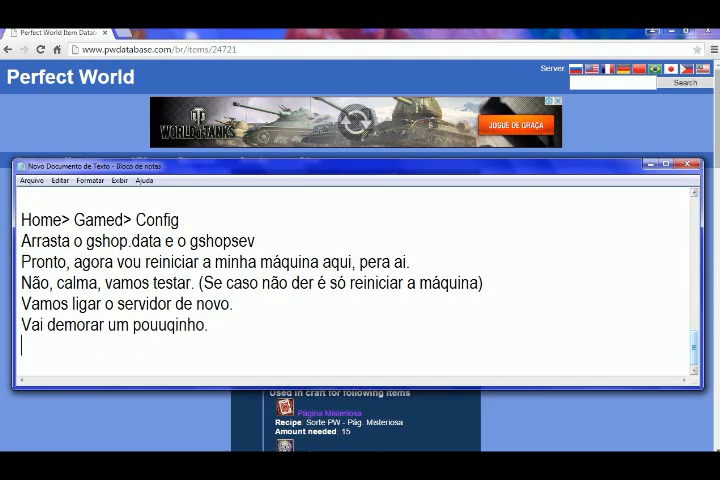 Perfect World Item Datab
www.pwdatabase.com/br/items/24721
Perfect World
Server
Search
WORLD OF TANKS
JOGUE DE GRAÇA
Novo Documento de Texto - Bloco de notas
Arquivo Editar Formatar Exibir Ajuda
Home> Gamed> Config
Arrasta o gshop.data e o gshopsev
Pronto, agora vou reiniciar a minha máquina aqui, pera ai.
Não, calma, vamos testar. (Se caso não der é só reiniciar a máquina)
Vamos ligar o servidor de novo.
Vai demorar um pouuqinho.
Used in craft for following items
Página Misteriosa
Recipe: Sorte PW - Pág. Misteriosa
Amount needed: 15